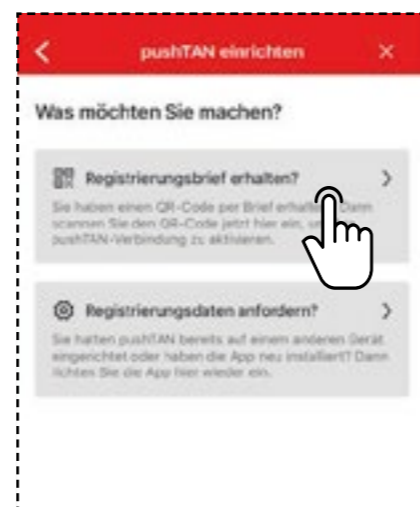 pushTAN einrichten
Was möchten Sie machen?
Registrierungsbrief erhalten?
Sie haben einen QR-Code per Brief Dann
scannen Sie den QR-Code jetzt hier ein,
pushTAN-Verbindung zu aktivieren.
Registrierungsdaten anfordern?
Sie hatten pushTAN bereits auf einem anderen Gerät
eingerichtet oder haben die App neu installiert? Dann
richten Sie die App hier wieder ein.